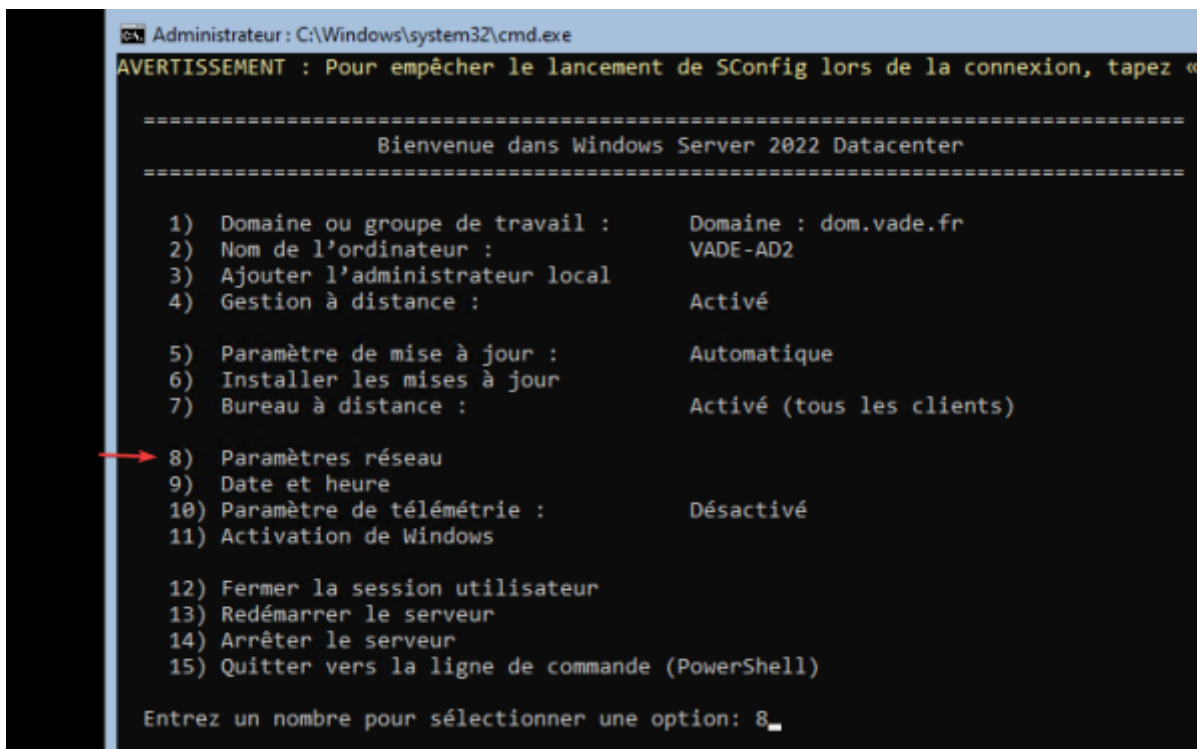 Administrateur : C:\Windows\system32\cmd.exe
AVERTISSEMENT : Pour empêcher le lancement de SConfig lors de la connexion, tapez «
================================================================================
Bienvenue dans Windows Server 2022 Datacenter
================================================================================
1) Domaine ou groupe de travail : Domaine : dom.vade.fr
2) Nom de l’ordinateur : VADE-AD2
3) Ajouter l’administrateur local
4) Gestion à distance : Activé
5) Paramètre de mise à jour : Automatique
6) Installer les mises à jour
7) Bureau à distance : Activé (tous les clients)
8) Paramètres réseau
9) Date et heure
10) Paramètre de télémétrie : Désactivé
11) Activation de Windows
12) Fermer la session utilisateur
13) Redémarrer le serveur
14) Arrêter le serveur
15) Quitter vers la ligne de commande (PowerShell)
Entrez un nombre pour sélectionner une option: 8